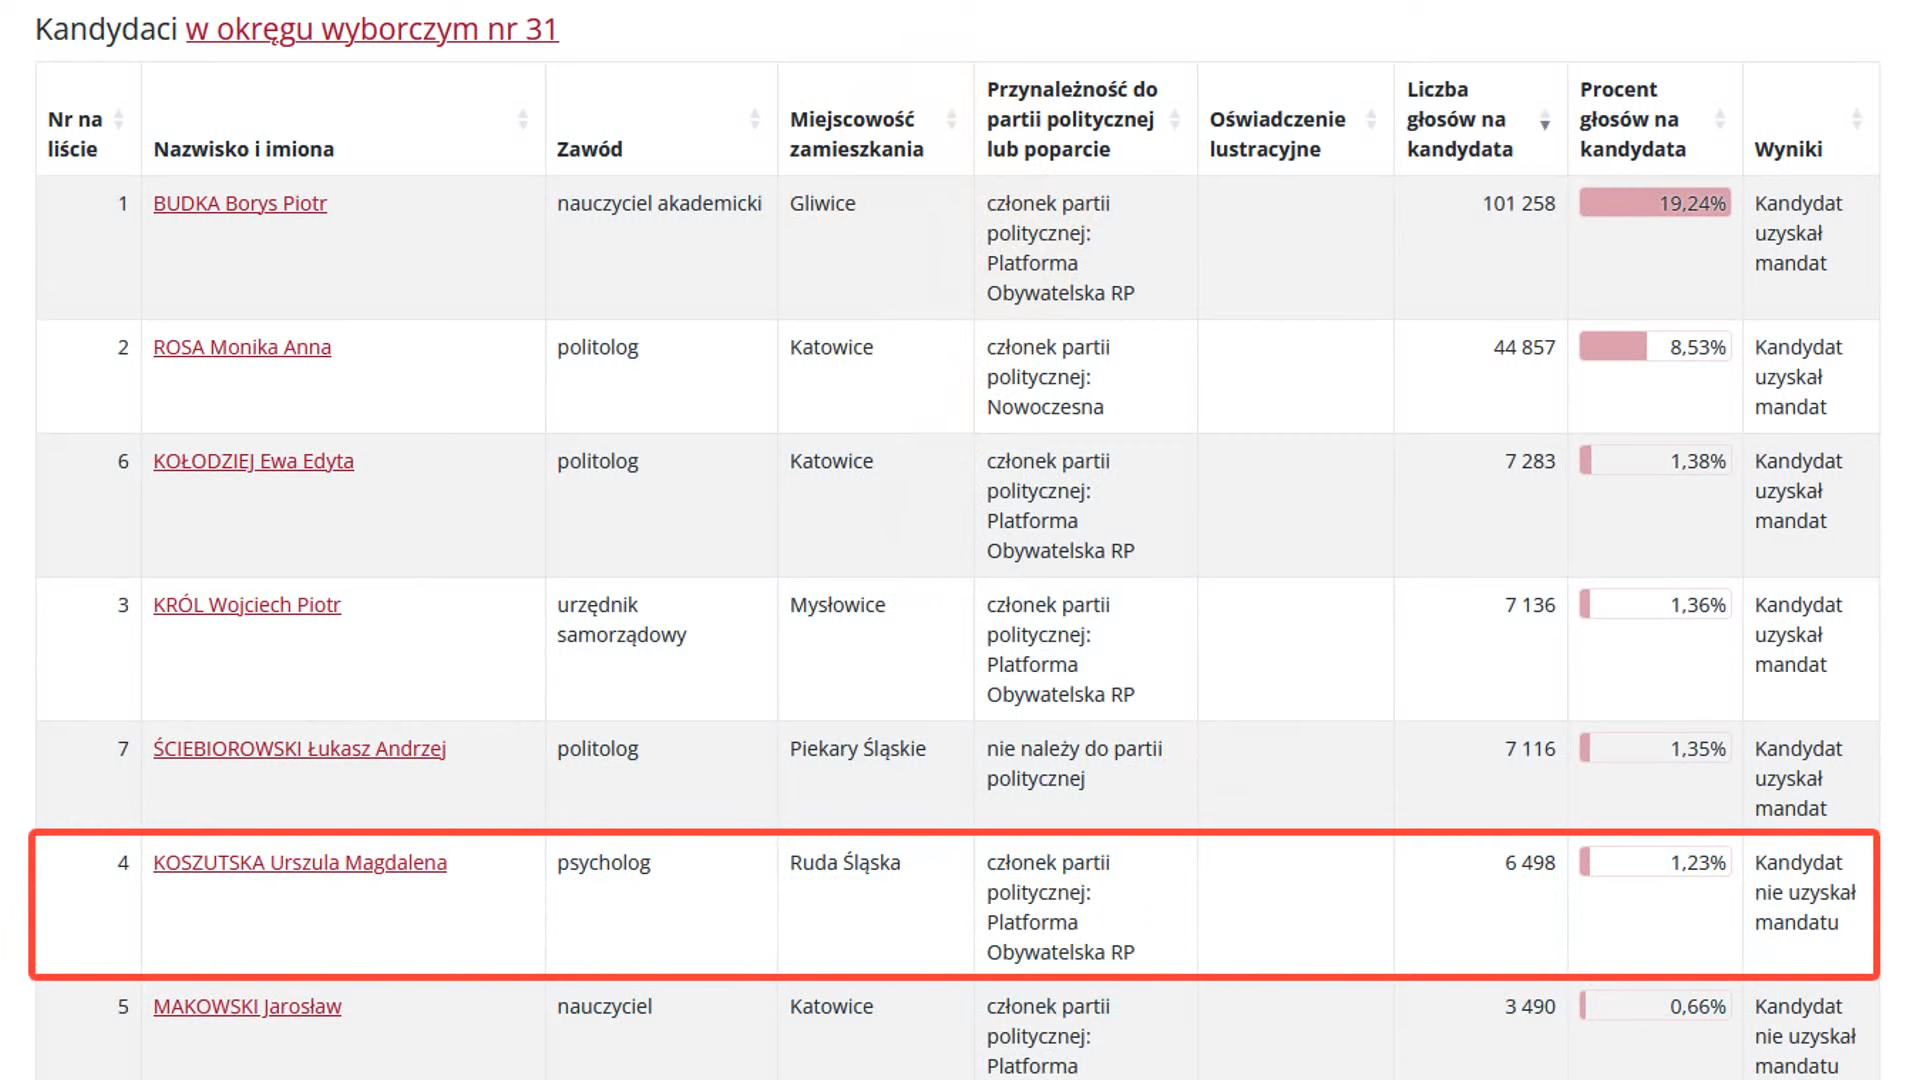 Kandydaci w okręgu wyborczym nr 31
Nr na liście
Nazwisko i imiona
Zawód
Miejscowość zamieszkania
Przynależność do partii politycznej lub poparcie
Oświadczenie lustracyjne
Liczba głosów na kandydata
Procent głosów na kandydata
Wyniki
1 BUDKA Borys Piotr nauczyciel akademicki Gliwice członek partii 101 258 19,24% Kandydat
politycznej: uzyskał
Platforma mandat
Obywatelska RP
2 ROSA Monika Anna politolog Katowice członek partii 44 857 8,53% Kandydat
politycznej: uzyskał
Nowoczesna mandat
6 KOŁODZIEJ Ewa Edyta politolog Katowice członek partii 7 283 1,38% Kandydat
politycznej: uzyskał
Platforma mandat
Obywatelska RP
3 KRÓL Wojciech Piotr urzędnik Mysłowice członek partii 7 136 1,36% Kandydat
samorządowy politycznej: uzyskał
Platforma mandat
Obywatelska RP
7 ŚCIEBIOROWSKI Łukasz Andrzej politolog Piekary Śląskie nie należy do partii 7 116 1,35% Kandydat
politycznej uzyskał
mandat
4 KOSZUTSKA Urszula Magdalena psycholog Ruda Śląska członek partii 6 498 1,23% Kandydat
politycznej: nie uzyskał
Platforma mandatu
Obywatelska RP
5 MAKOWSKI Jarosław nauczyciel Katowice członek partii 3 490 0,66% Kandydat
politycznej: nie uzyskał
Platforma mandatu